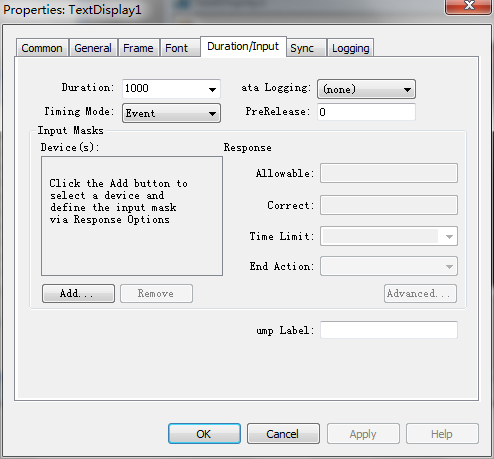 Properties: TextDisplay1
Common General Frame Font Duration/Input Sync Logging
Duration: 1000 ata Logging: (none)
Timing Mode: Event PreRelease: 0
Input Masks
Device(s): Response
Click the Add button to
select a device and
define the input mask
via Response Options
Allowable:
Correct:
Time Limit:
End Action:
Add... Remove Advanced...
ump Label:
OK Cancel Apply Help